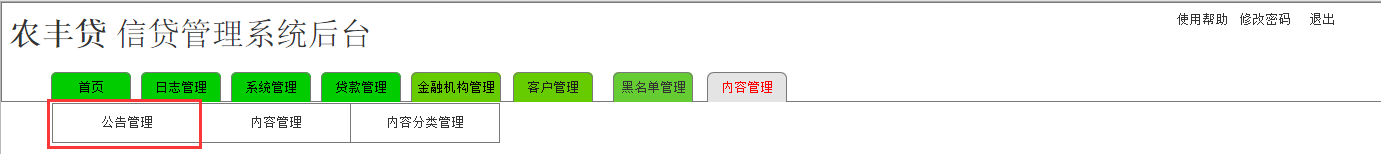 使用帮助 修改密码 退出
农丰贷 信贷管理系统后台
首页 日志管理 系统管理 贷款管理 金融机构管理 客户管理 黑名单管理 内容管理
公告管理 内容管理 内容分类管理